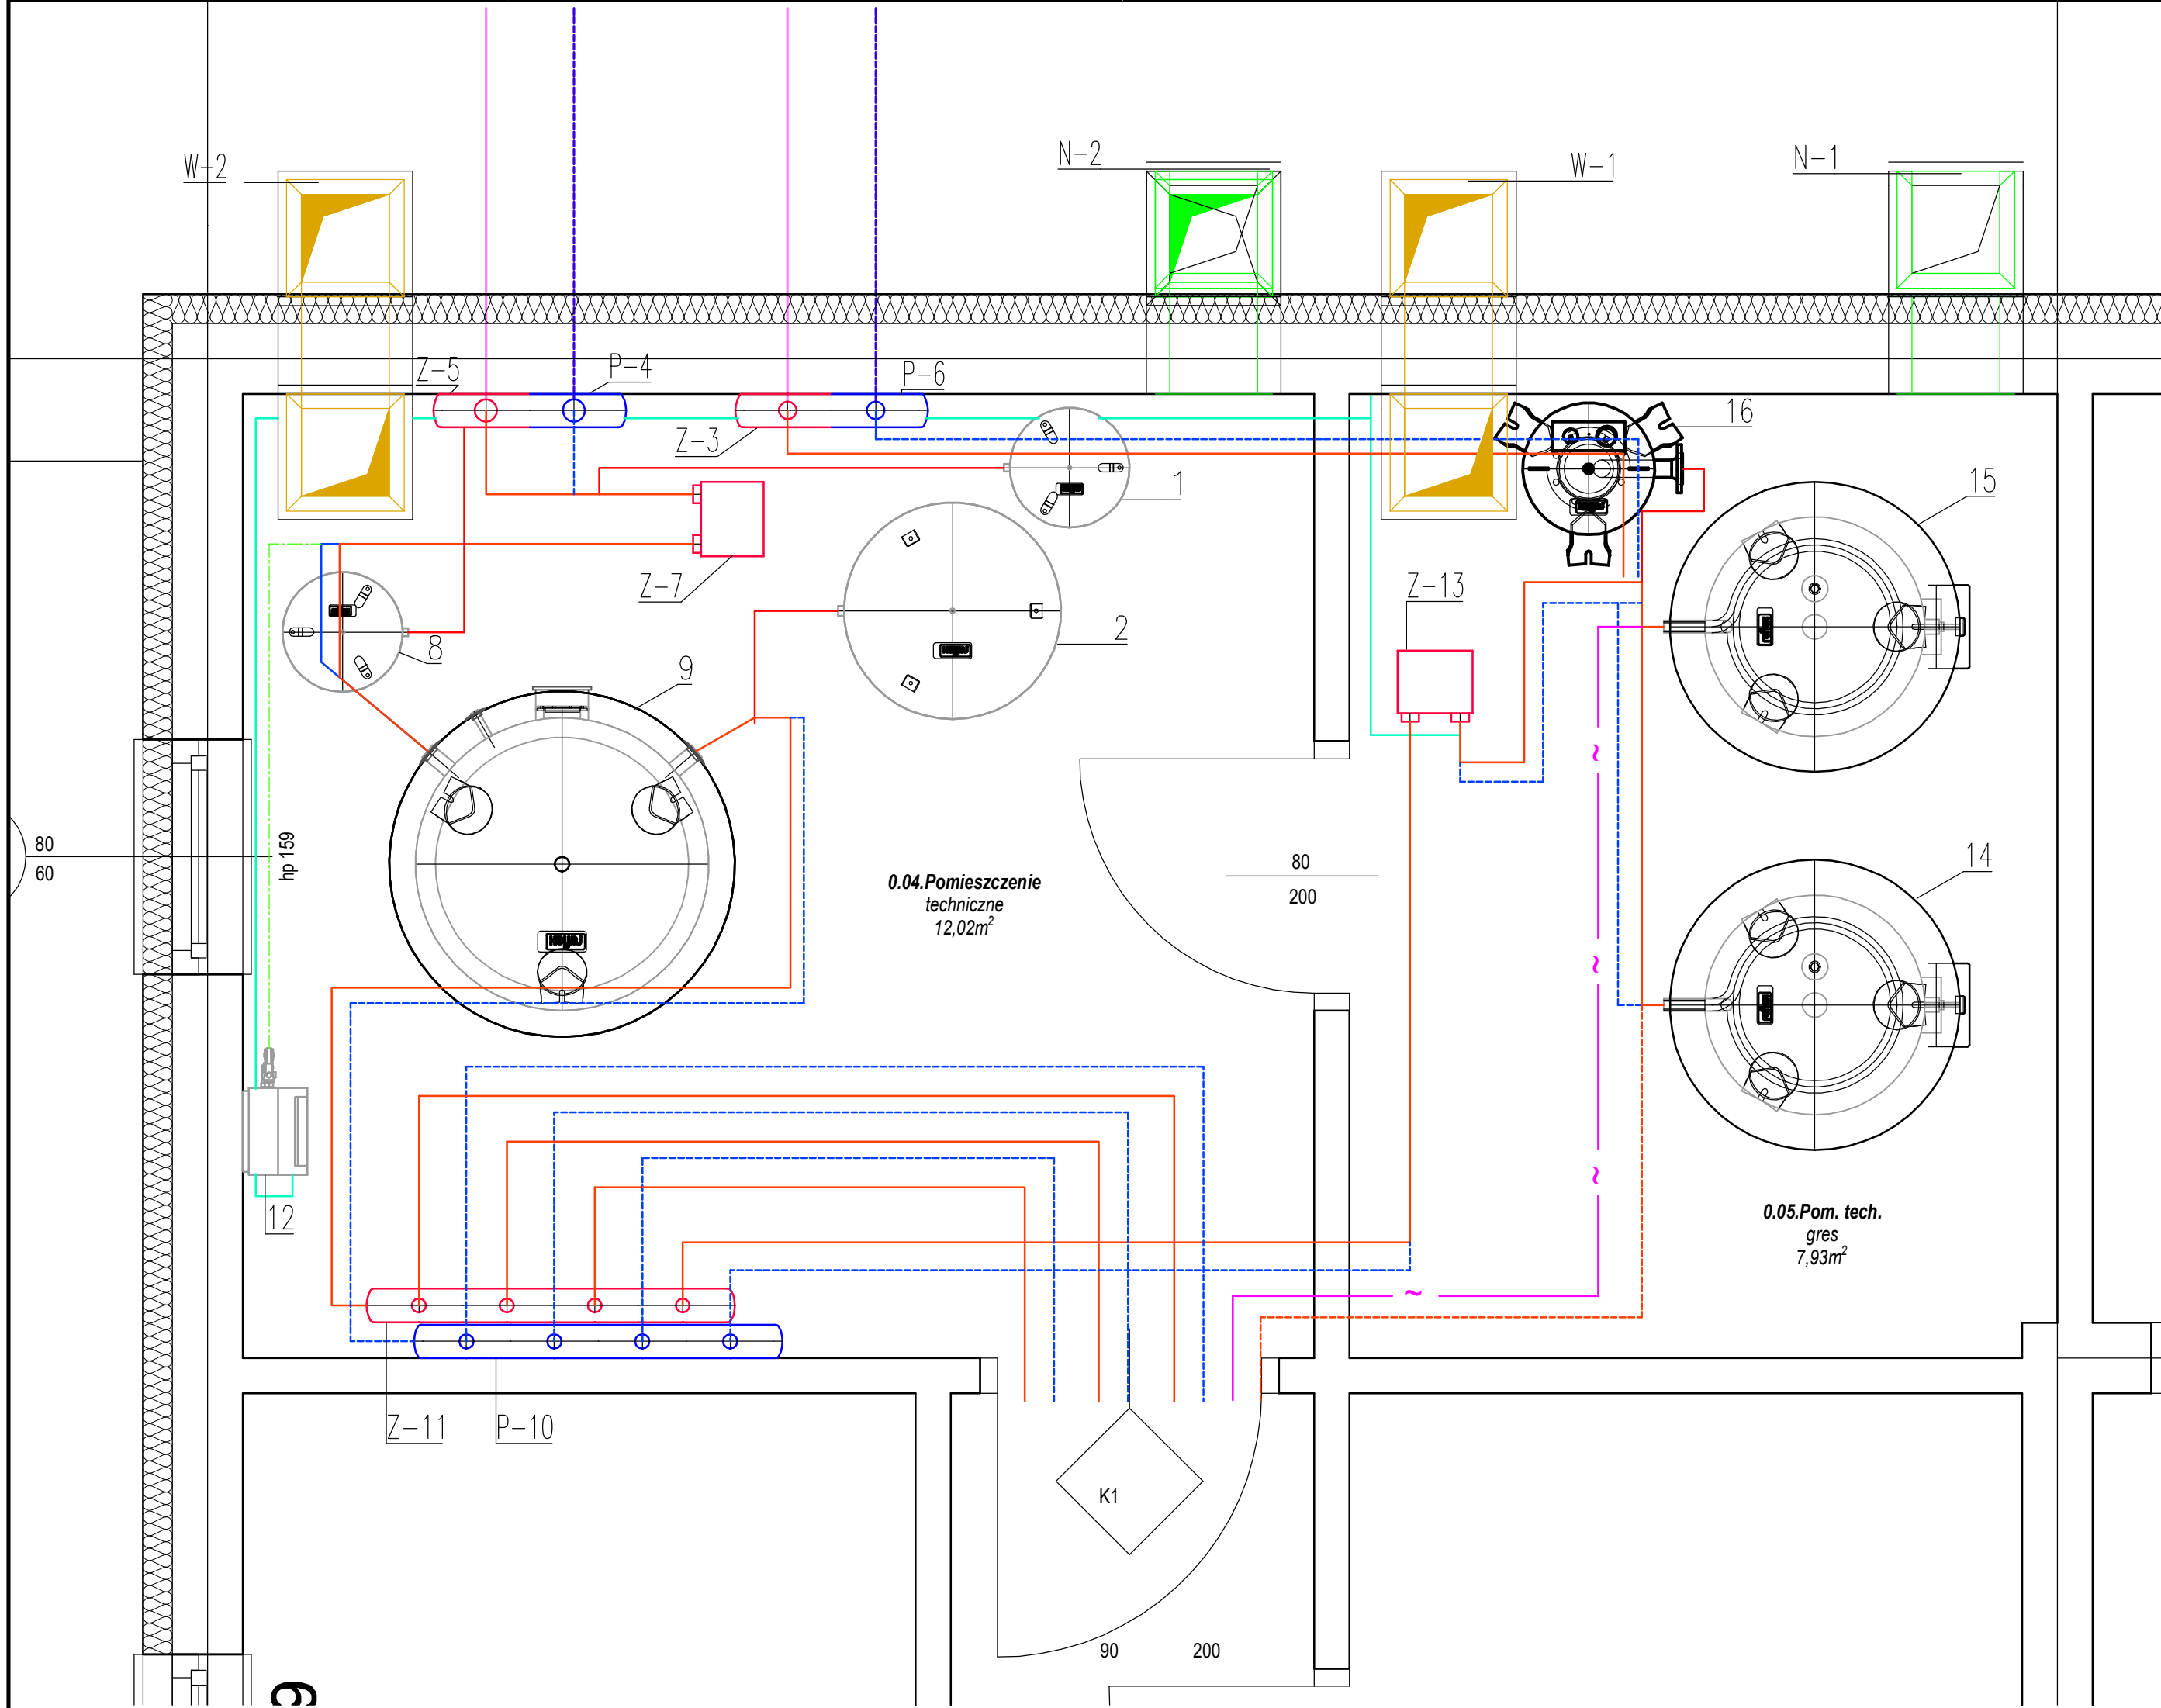 W-2
N-2
W-1
N-1
Z-5
P-4
P-6
Z-3
16
1
15
Z-7
Z-13
2
8
9
80
60
hp 159
0.04.Pomieszczenie
techniczne
12,02m²
80
200
14
12
0.05.Pom. tech.
gres
7,93m²
~
~
~
~
Z-11
P-10
K1
90
200
6